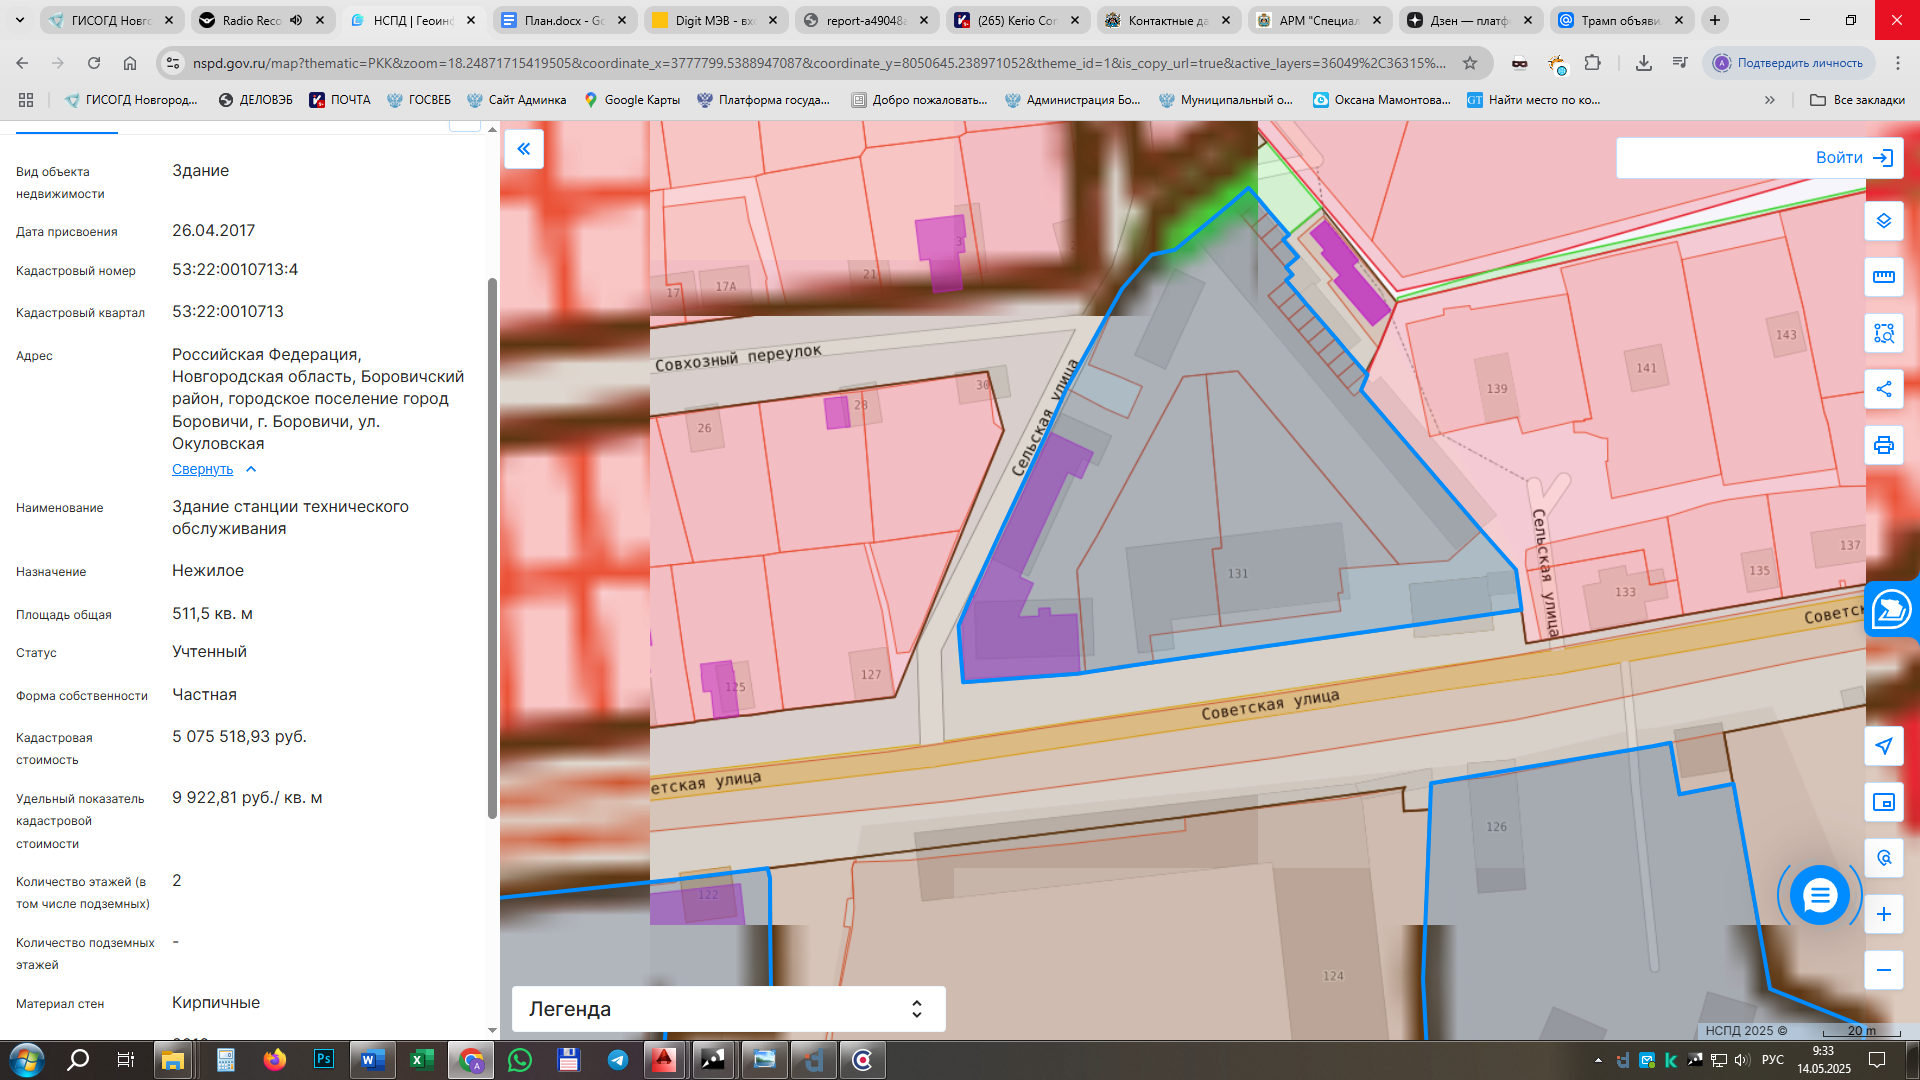 ГИСОГД Новго
Radio Reco
НСПД | Геоинф
План.docx - Go
Digit МЭВ - вхо
report-a49048a
(265) Kerio Con
Контактные да
АРМ "Специал
Дзен — платф
Трамп объяви
nspd.gov.ru/map?thematic=PKK&zoom=18.24871715419505&coordinate_x=3777799.5388947087&coordinate_y=8050645.238971052&theme_id=1&is_copy_url=true&active_layers=36049%2C36315%...
Подтвердить личность
ГИСОГД Новгород...
ДЕЛОВЭБ
ПОЧТА
ГОСВЕБ
Сайт Админка
Google Карты
Платформа госуда...
Добро пожаловать...
Администрация Бо...
Муниципальный о...
Оксана Мамонтова...
Найти место по ко...
Все закладки
Вид объекта
недвижимости
Здание
Дата присвоения
26.04.2017
Кадастровый номер
53:22:0010713:4
Кадастровый квартал
53:22:0010713
Адрес
Российская Федерация,
Новгородская область, Боровичский
район, городское поселение город
Боровичи, г. Боровичи, ул.
Окуловская
Свернуть
Наименование
Здание станции технического
обслуживания
Назначение
Нежилое
Площадь общая
511,5 кв. м
Статус
Учтенный
Форма собственности
Частная
Кадастровая
стоимость
5 075 518,93 руб.
Удельный показатель
кадастровой
стоимости
9 922,81 руб./ кв. м
Количество этажей (в
том числе подземных)
2
Количество подземных
этажей
-
Материал стен
Кирпичные
Войти
3
17
17А
21
Совхозный переулок
30
28
26
Сельская улица
143
141
139
131
Сельская улица
137
135
133
Советск
127
125
Советская улица
етская улица
126
122
124
Легенда
НСПД 2025 ©
20 m
РУС
9:33
14.05.2025